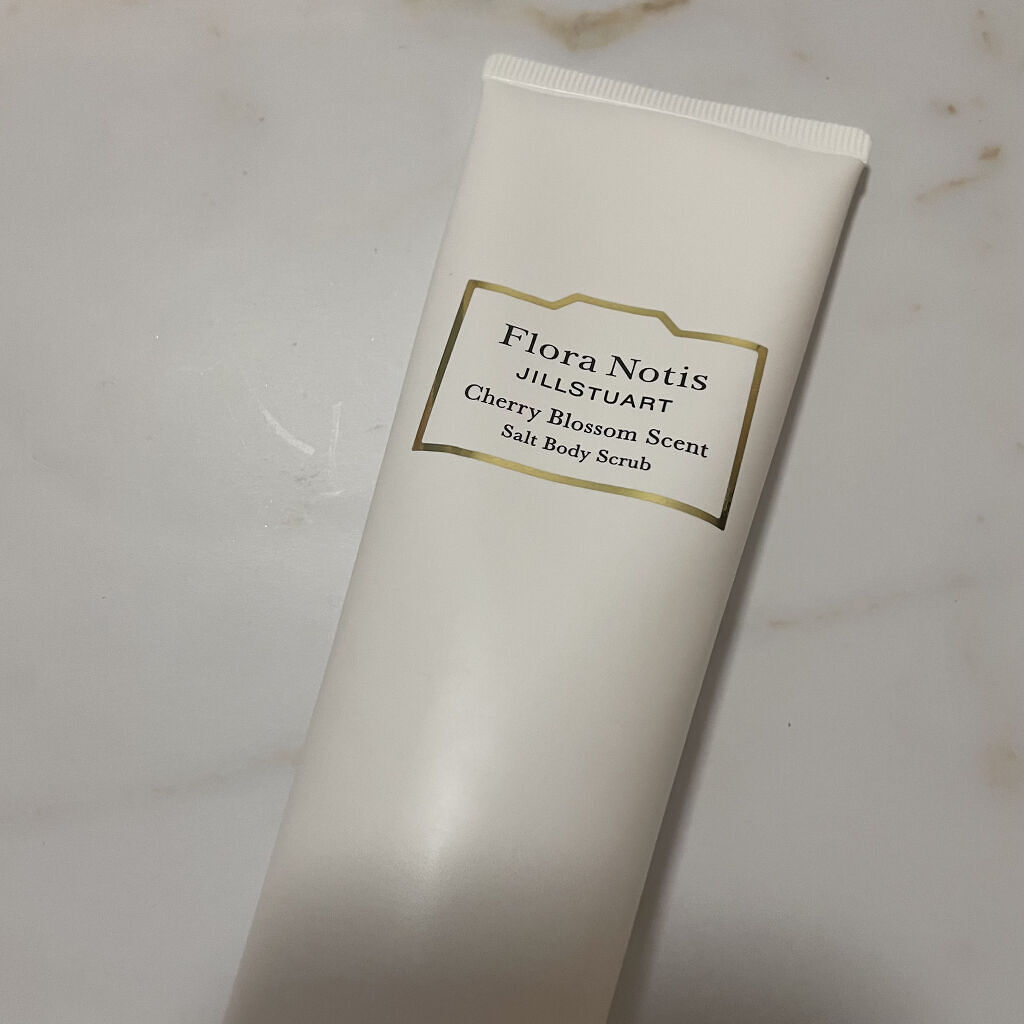 Flora Notis
JILLSTUART
Cherry Blossom Scent
Salt Body Scrub